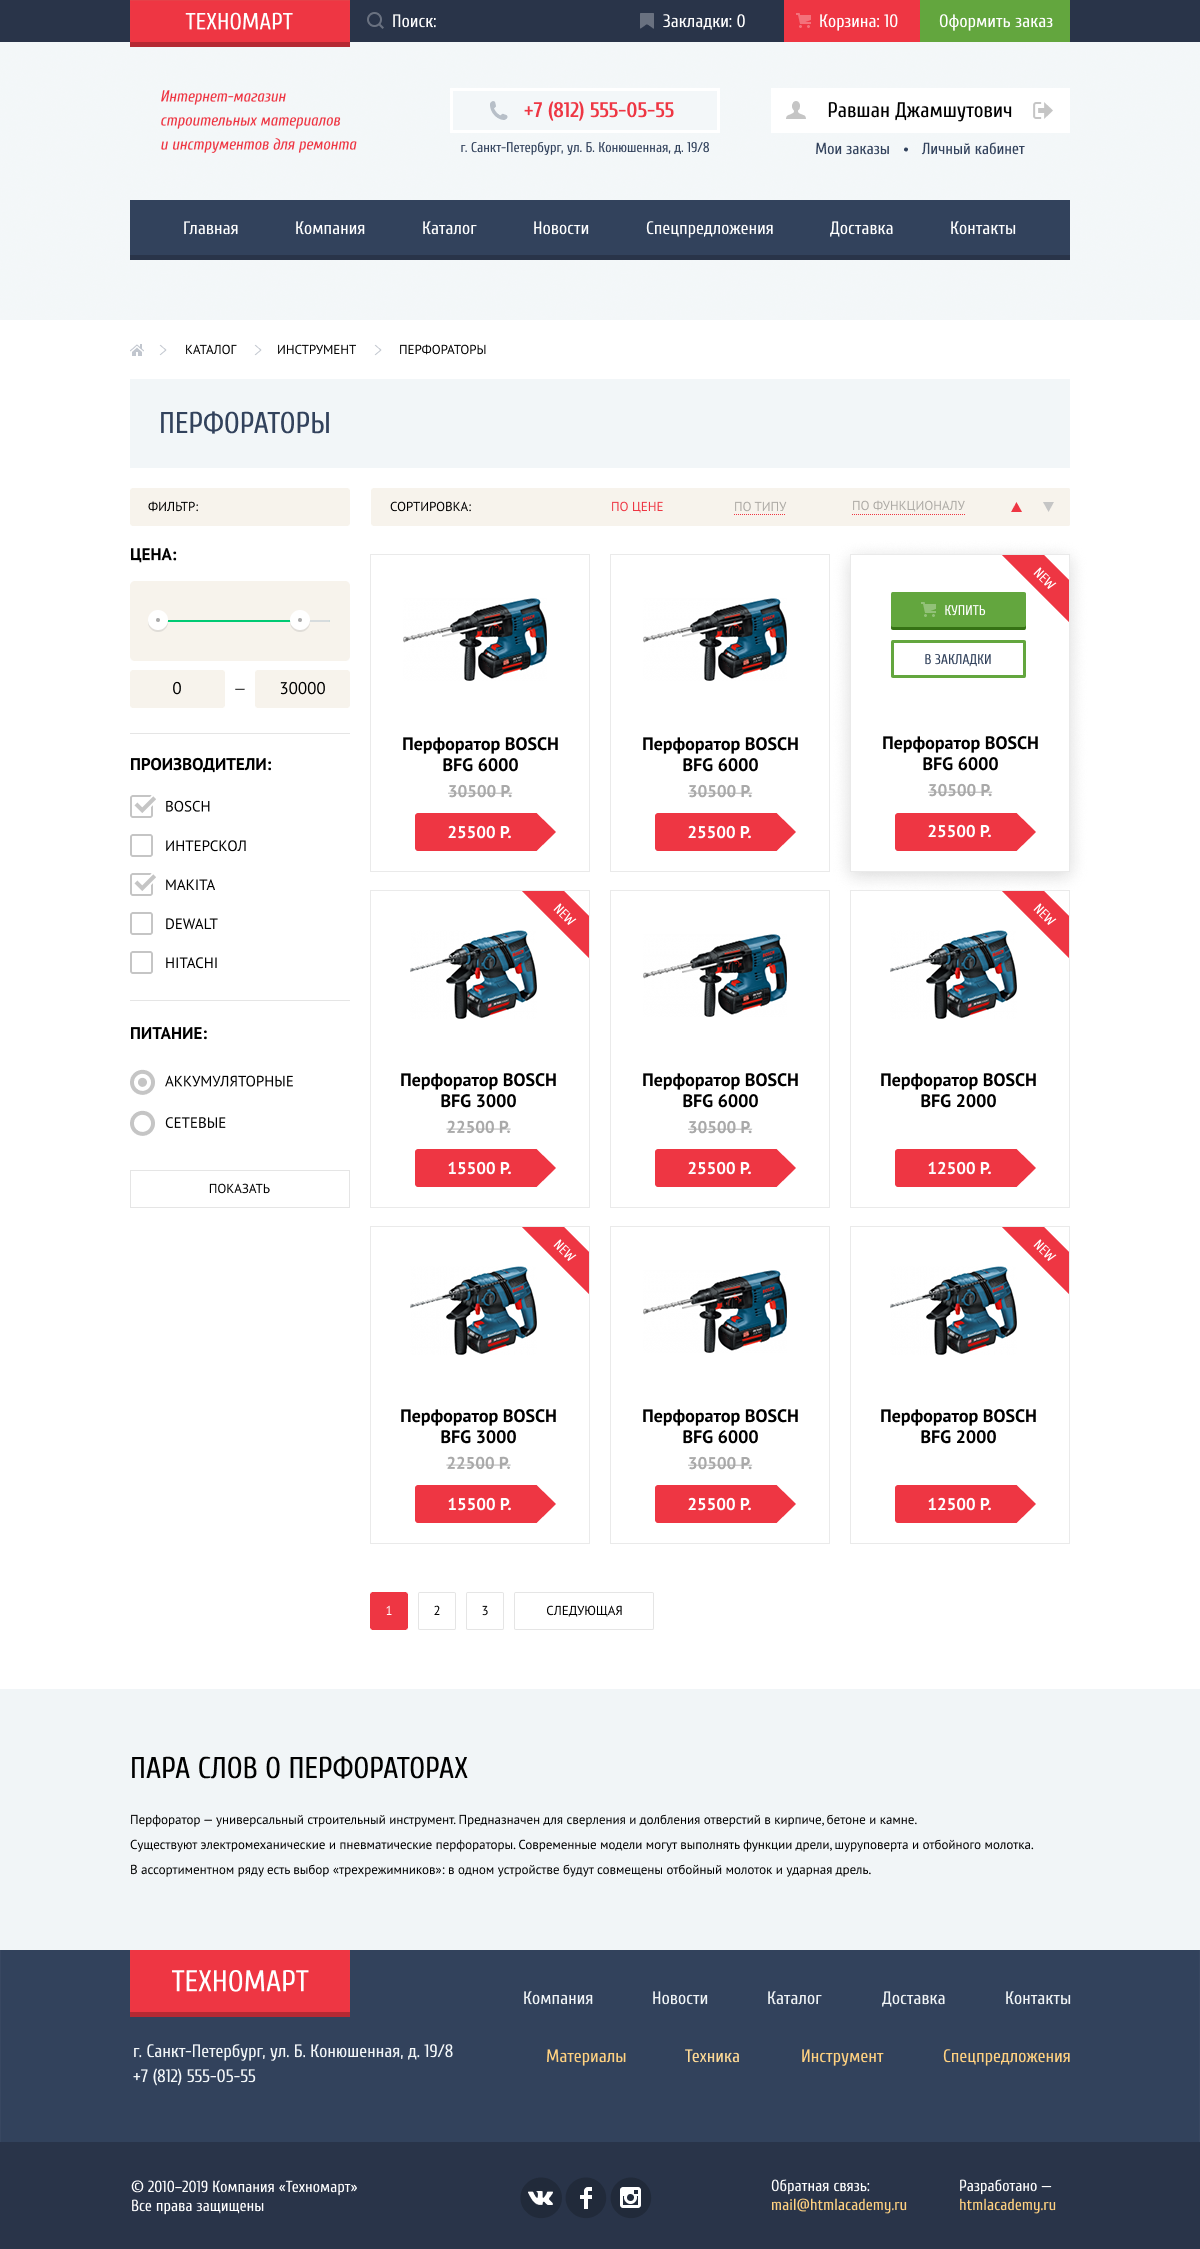 ТЕХНОМАРТ
Поиск:
Закладки: 0
Корзина: 10
Оформить заказ
Интернет-магазин
строительных материалов
и инструментов для ремонта
+7 (812) 555-05-55
г. Санкт-Петербург, ул. Б. Конюшенная, д. 19/8
Равшан Джамшутович
Мои заказы • Личный кабинет
Главная
Компания
Каталог
Новости
Спецпредложения
Доставка
Контакты
КАТАЛОГ
ИНСТРУМЕНТ
ПЕРФОРАТОРЫ
ПЕРФОРАТОРЫ
ФИЛЬТР:
СОРТИРОВКА:
ПО ЦЕНЕ
ПО ТИПУ
ПО ФУНКЦИОНАЛУ
ЦЕНА:
0
–
30000
ПРОИЗВОДИТЕЛИ:
BOSCH
ИНТЕРСКОЛ
MAKITA
DEWALT
HITACHI
ПИТАНИЕ:
АККУМУЛЯТОРНЫЕ
СЕТЕВЫЕ
ПОКАЗАТЬ
Перфоратор BOSCH
BFG 6000
30500 Р.
25500 Р.
Перфоратор BOSCH
BFG 6000
30500 Р.
25500 Р.
NEW
КУПИТЬ
В ЗАКЛАДКИ
Перфоратор BOSCH
BFG 6000
30500 Р.
25500 Р.
NEW
Перфоратор BOSCH
BFG 3000
22500 Р.
15500 Р.
Перфоратор BOSCH
BFG 6000
30500 Р.
25500 Р.
NEW
Перфоратор BOSCH
BFG 2000
12500 Р.
NEW
Перфоратор BOSCH
BFG 3000
22500 Р.
15500 Р.
Перфоратор BOSCH
BFG 6000
30500 Р.
25500 Р.
NEW
Перфоратор BOSCH
BFG 2000
12500 Р.
1
2
3
СЛЕДУЮЩАЯ
ПАРА СЛОВ О ПЕРФОРАТОРАХ
Перфоратор — универсальный строительный инструмент. Предназначен для сверления и долбления отверстий в кирпиче, бетоне и камне.
Существуют электромеханические и пневматические перфораторы. Современные модели могут выполнять функции дрели, шуруповерта и отбойного молотка.
В ассортиментном ряду есть выбор «трехрежимников»: в одном устройстве будут совмещены отбойный молоток и ударная дрель.
ТЕХНОМАРТ
Компания
Новости
Каталог
Доставка
Контакты
г. Санкт-Петербург, ул. Б. Конюшенная, д. 19/8
+7 (812) 555-05-55
Материалы
Техника
Инструмент
Спецпредложения
© 2010–2019 Компания «Техномарт»
Все права защищены
Обратная связь:
mail@htmlacademy.ru
Разработано —
htmlacademy.ru